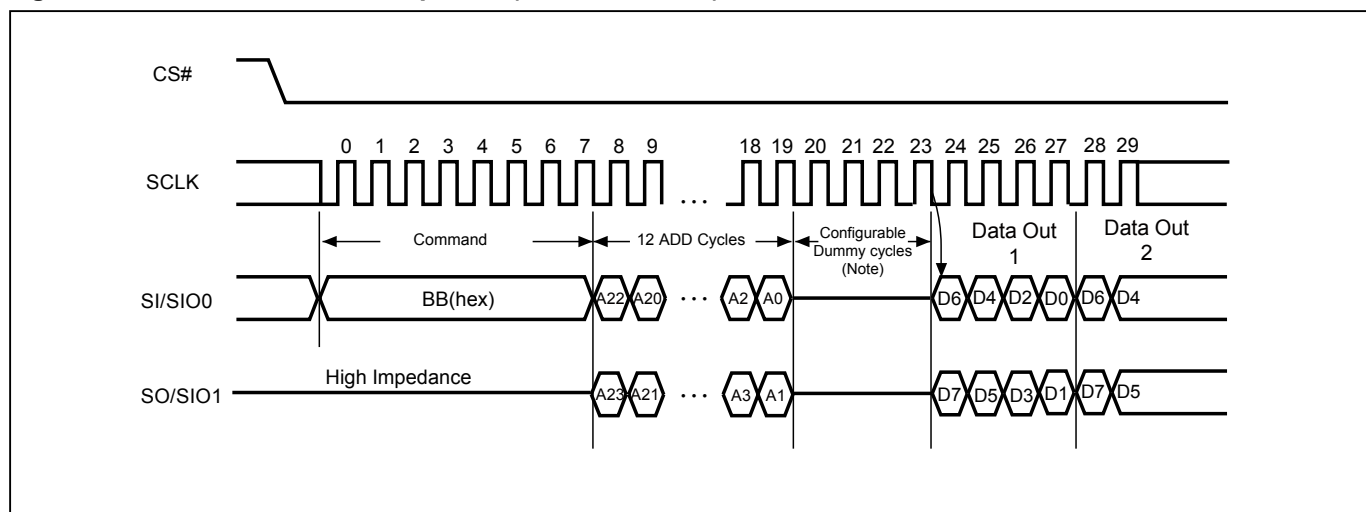 CS#
0 1 2 3 4 5 6 7 8 9 18 19 20 21 22 23 24 25 26 27 28 29
SCLK
...
Command
12 ADD Cycles
Configurable
Dummy cycles
(Note)
Data Out
1
Data Out
2
SI/SIO0
BB(hex)
A22 A20 ... A2 A0
D6 D4 D2 D0 D6 D4
SO/SIO1
High Impedance
A23 A21 ... A3 A1
D7 D5 D3 D1 D7 D5